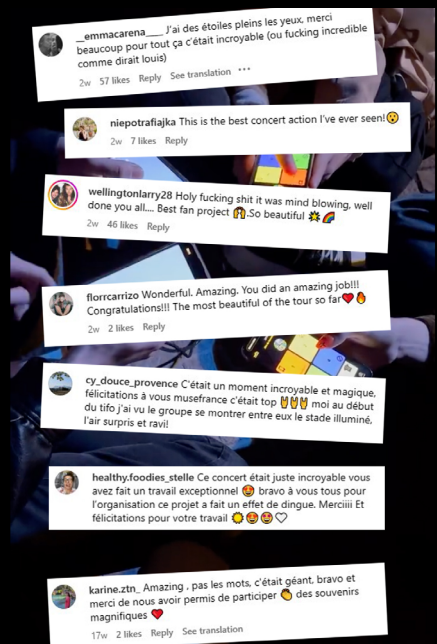 __emmacarena____ J'ai des étoiles pleins les yeux, merci
beaucoup pour tout ça c'était incroyable (ou fucking incredible
comme dirait louis)
2w 57 likes Reply See translation •••
niepotrafiajka This is the best concert action I've ever seen!😯
2w 7 likes Reply
wellingtonlarry28 Holy fucking shit it was mind blowing, well
done you all.... Best fan project 🙌.So beautiful 🌟🌈
2w 46 likes Reply
florrcarrizo Wonderful. Amazing. You did an amazing job!!!
Congratulations!!! The most beautiful of the tour so far❤️🔥
2w 2 likes Reply
cy_douce_provence C'était un moment incroyable et magique,
félicitations à vous musefrance c'était top 🤘🤘🤘 moi au début
du tifo j'ai vu le groupe se montrer entre eux le stade illuminé,
l'air surpris et ravi!
healthy.foodies_stelle Ce concert était juste incroyable vous
avez fait un travail exceptionnel 😍 bravo à vous tous pour
l'organisation ce projet a fait un effet de dingue. Merciiii Et
félicitations pour votre travail 🌟😍😍🤍
karine.ztn_ Amazing , pas les mots, c'était géant, bravo et
merci de nous avoir permis de participer 👏 des souvenirs
magnifiques ❤️
17w 2 likes Reply See translation